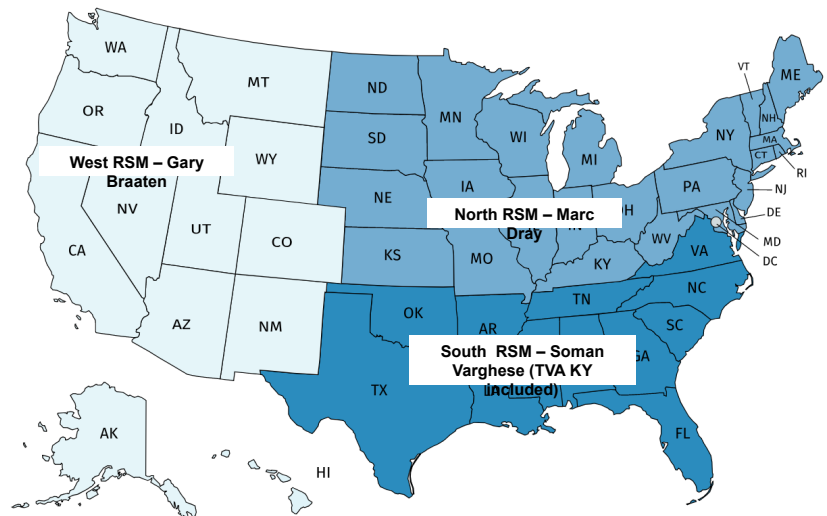 WA
VT
ME
MT
ND
OR
MN
NH
ID
SD
WI
NY
MA
MI
CT
RI
WY
West RSM – Gary
Braaten
PA
IA
NJ
NE
NV
North RSM – Marc
Dray
OH
IN
DE
UT
CO
WV
MD
CA
KS
MO
KY
VA
DC
TN
NC
OK
AR
AZ
NM
SC
South RSM – Soman
Varghese (TVA KY
included)
GA
TX
LA
FL
AK
HI